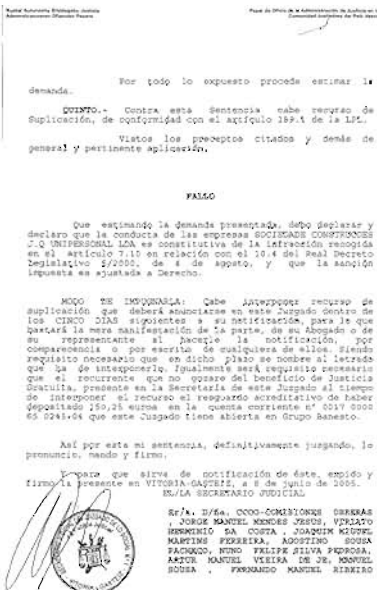 Por todo lo expuesto procede estimar la
demanda.
QUINTO.- Contra esta Sentencia cabe recurso de
Suplicación, de conformidad con el artículo 189.1 de la LPL.
Vistos los preceptos citados y demás de
general y pertinente aplicación,
FALLO
Que estimando la demanda presentada, debo declarar y
declaro que la conducta de las empresas SOCIEDADE CONSTRUCOES
J.Q UNIPERSONAL LDA es constitutiva de la infracción recogida
en el artículo 7.10 en relación con el 10.4 del Real Decreto
Legislativo 5/2000, de 4 de agosto, y que la sanción
impuesta es ajustada a Derecho.
MODO DE IMPUGNARLA: Cabe interponer recurso de
suplicación que deberá anunciarse en este Juzgado dentro de
los CINCO DIAS siguientes a su notificación, para lo que
bastará la mera manifestación de la parte, de su Abogado o de
su representante al hacerle la notificación, por
comparecencia o por escrito de cualquiera de ellos. Siendo
requisito necesario que en dicho plazo se nombre al letrado
que ha de interponerlo. Igualmente será requisito necesario
que el recurrente que no gozare del beneficio de Justicia
Gratuita presente en la Secretaría de este Juzgado al tiempo
de interponer el recurso el resguardo acreditativo de haber
depositado 150,25 euros en la cuenta corriente nº 0017 0000
65 0245-04 que este Juzgado tiene abierta en Grupo Banesto.
Así por esta mi sentencia, definitivamente juzgando, lo
pronuncio, mando y firmo.
Y para que sirva de notificación de éste, expido y
firmo la presente en VITORIA-GASTEIZ, a 8 de junio de 2005.
EL/LA SECRETARIO JUDICIAL
Sr/a. D/ña. CCOO-COMISIONES OBRERAS
, JORGE MANUEL MENDES JESUS, VIRIATO
HERMINIO DA COSTA , JOAQUIM MIGUEL
MARTINS FERREIRA, AGOSTINO SOUSA
PACHECO, NUNO FELIPE SILVA PEDROSA,
ARTUR MANUEL VIEIRA DE JE, MANUEL
SOUSA , FERNANDO MANUEL RIBEIRO